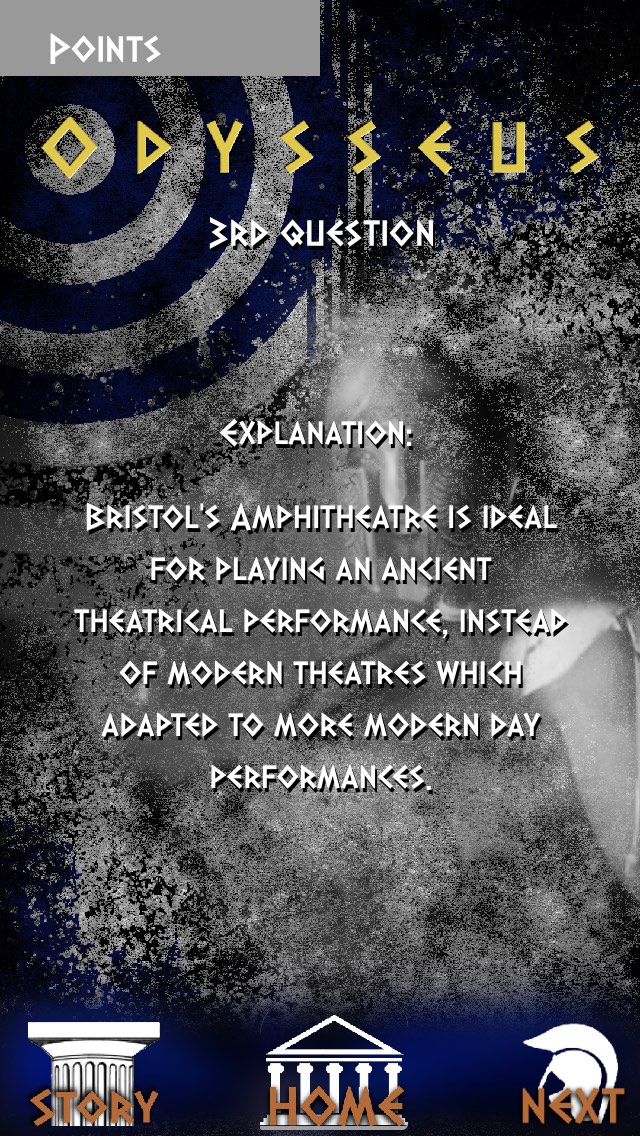 Points
ODYSSEUS
3rd question
Explanation:
Bristol's Amphitheatre is ideal
for playing an ancient
theatrical performance, instead
of modern theatres which
adapted to more modern day
performances.
STORY
HOME
NEXT